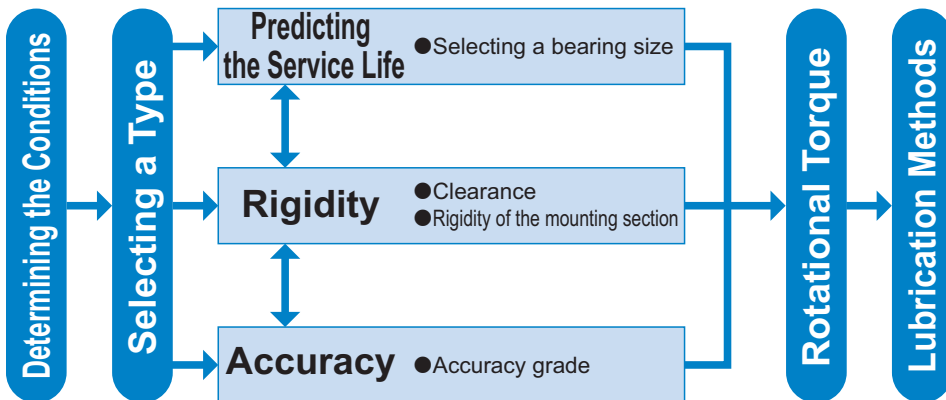 Determining the Conditions
Selecting a Type
Predicting
the Service Life
●Selecting a bearing size
Rigidity
●Clearance
●Rigidity of the mounting section
Accuracy
●Accuracy grade
Rotational Torque
Lubrication Methods